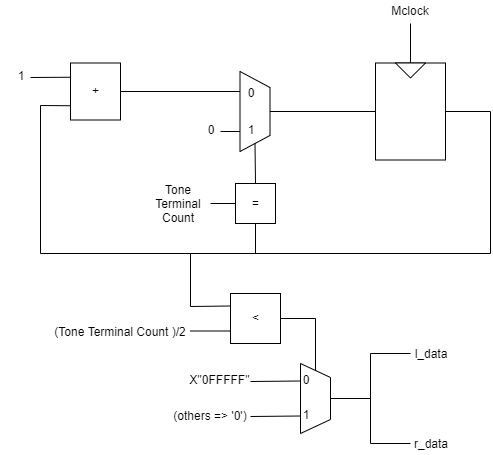 Mclock
1
+
0
0
1
Tone
Terminal
Count
=
<
(Tone Terminal Count )/2
l_data
X"0FFFFF"
0
(others => '0')
1
r_data